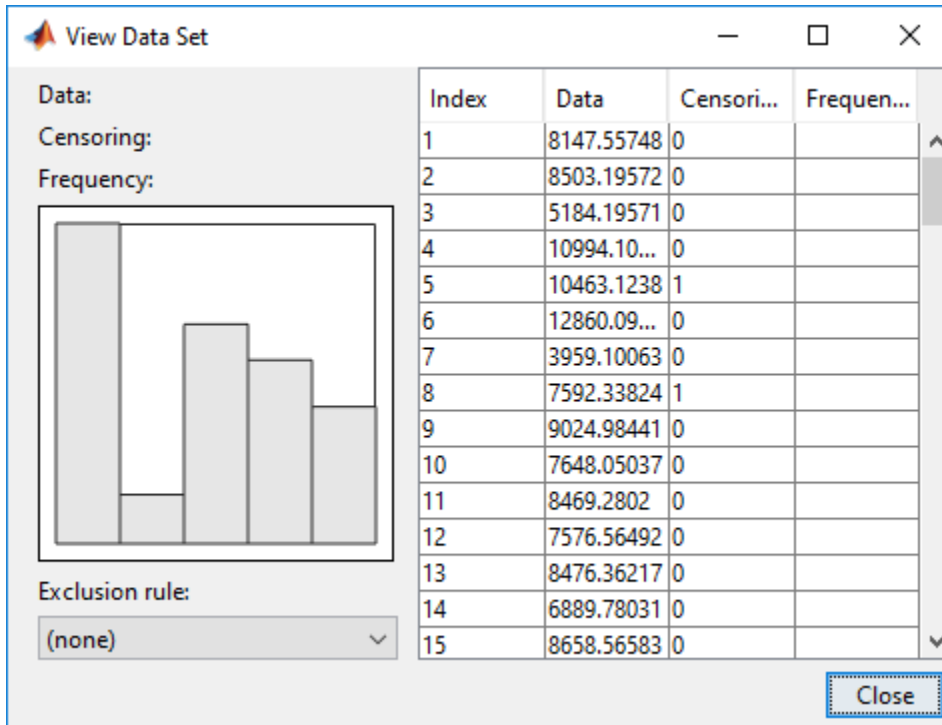 View Data Set
Data:
Censoring:
Frequency:
Exclusion rule:
(none)
Index Data Censori... Frequen...
1 8147.55748 0
2 8503.19572 0
3 5184.19571 0
4 10994.10... 0
5 10463.1238 1
6 12860.09... 0
7 3959.10063 0
8 7592.33824 1
9 9024.98441 0
10 7648.05037 0
11 8469.2802 0
12 7576.56492 0
13 8476.36217 0
14 6889.78031 0
15 8658.56583 0
Close